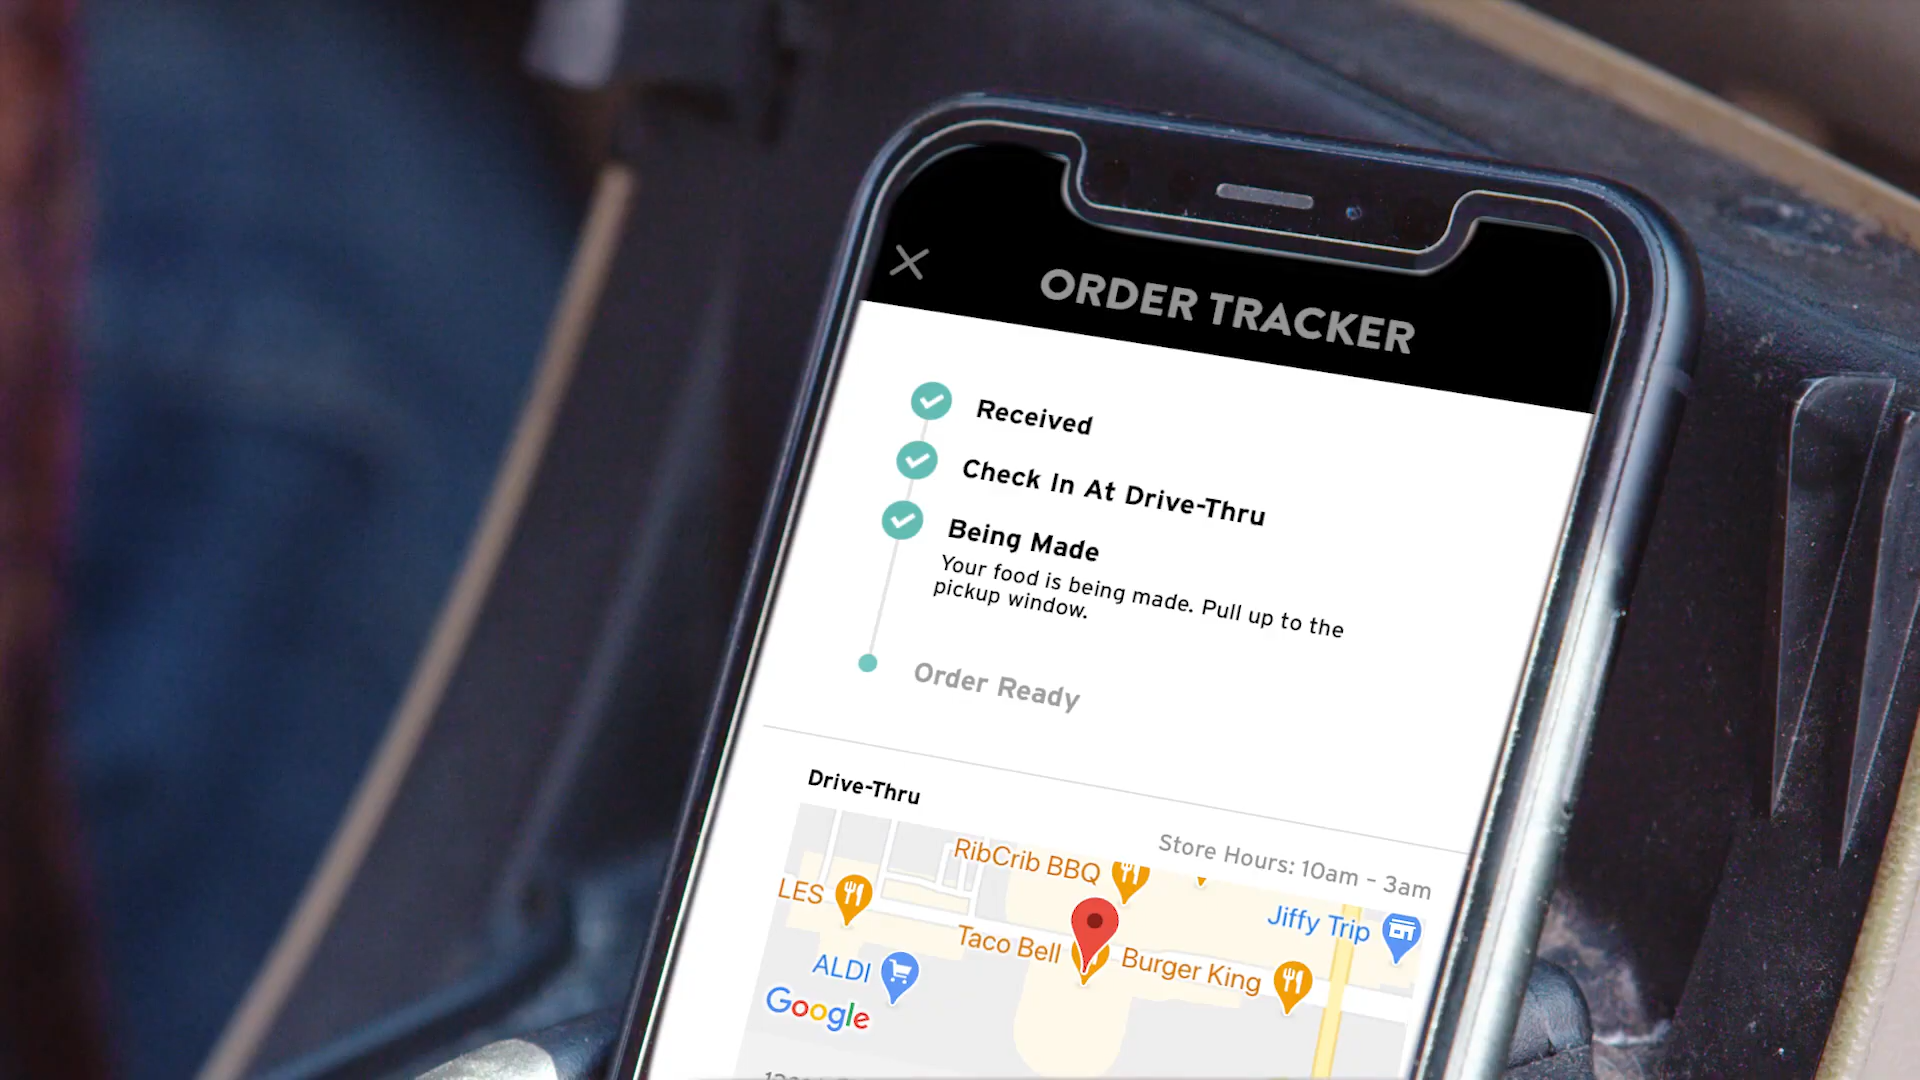 ORDER TRACKER
Received
Check In At Drive-Thru
Being Made
Your food is being made. Pull up to the
pickup window.
Order Ready
Drive-Thru
Store Hours: 10am - 3am
RibCrib BBQ
LES
Jiffy Trip
Taco Bell
Burger King
ALDI
Google